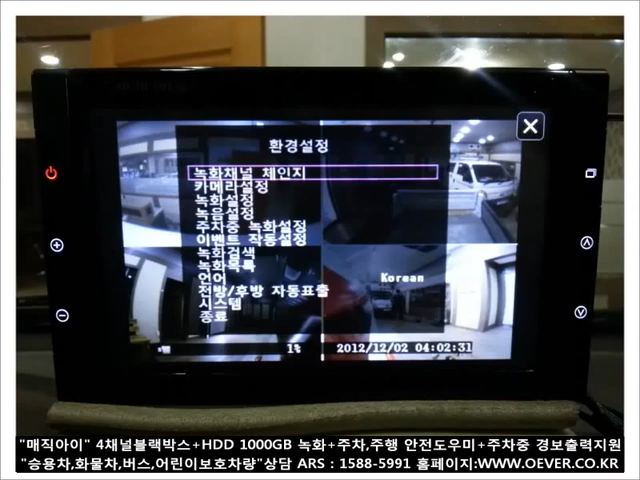 환경설정
녹화채널 체인지
카메라설정
녹화설정
녹음설정
주차중 녹화설정
이벤트 작동설정
녹화검색
녹화목록
언어 Korean
전방/후방 자동표출
시스템
종료
1% 2012/12/02 04:02:31
"매직아이" 4채널블랙박스+HDD 1000GB 녹화+주차,주행 안전도우미+주차중 경보출력지원
"승용차,화물차,버스,어린이보호차량"상담 ARS : 1588-5991 홈페이지:WWW.OEVER.CO.KR